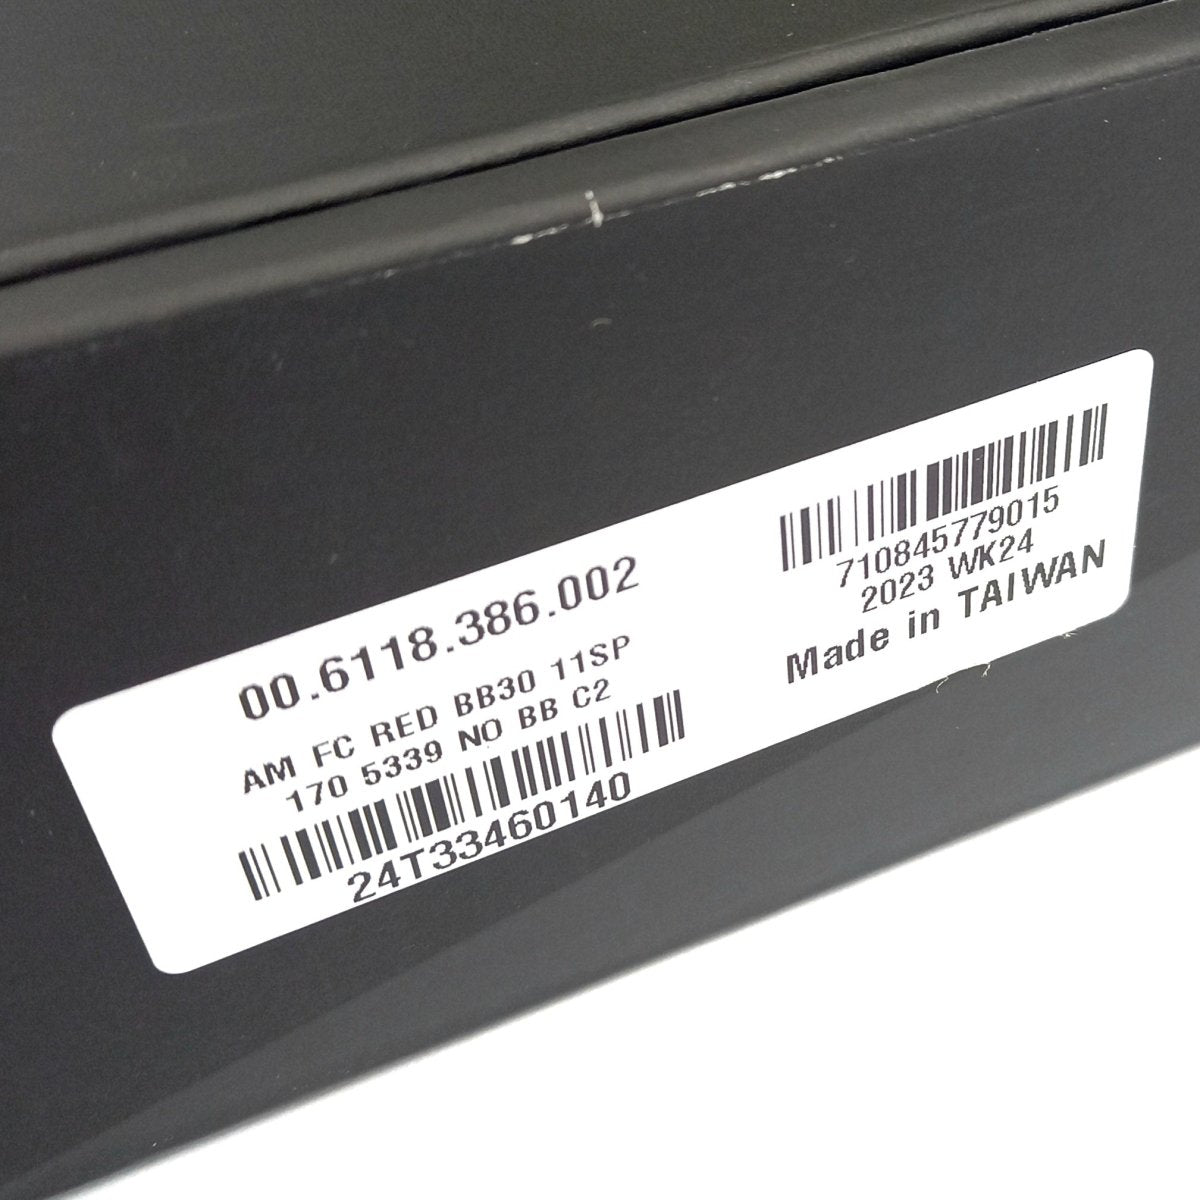 00.6118.386.002
AM FC RED BB30 11SP
170 5339 NO BB C2
24T33460140
710845779015
2023 WK24
Made in TAIWAN